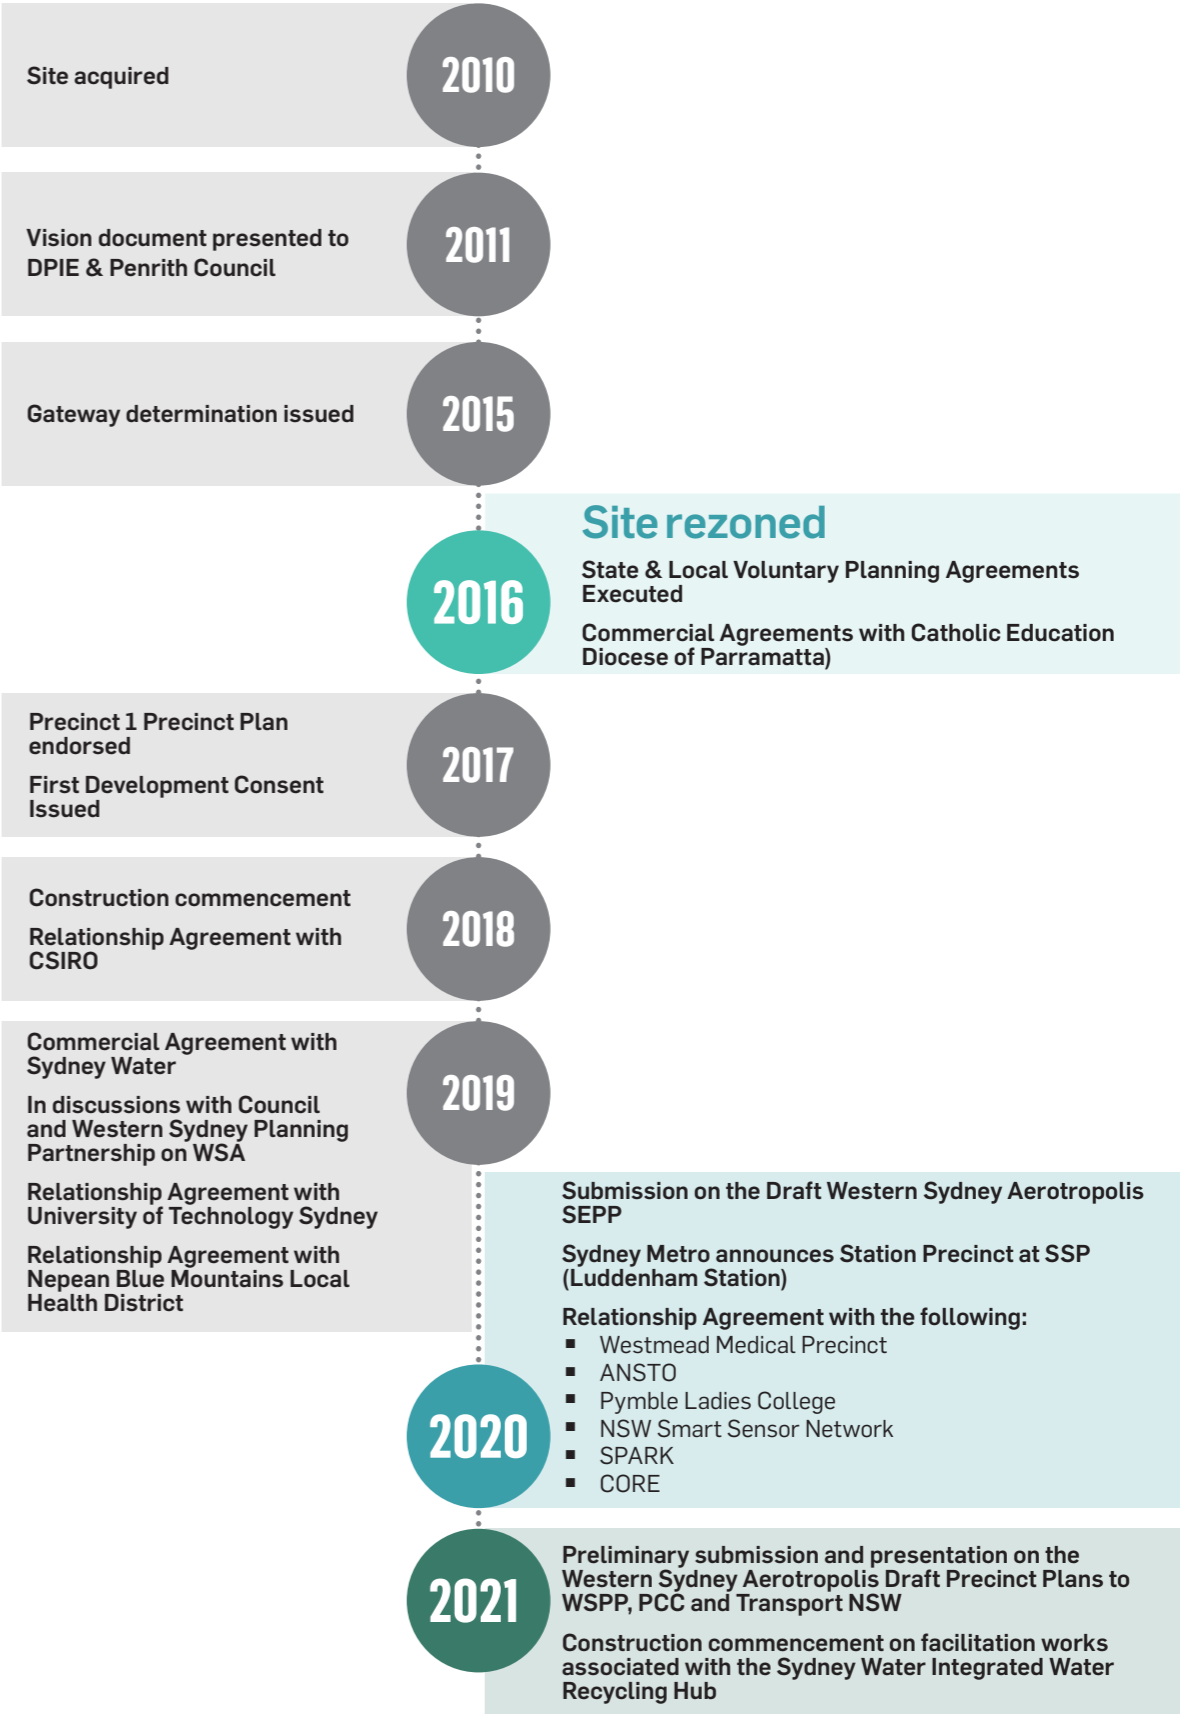 Site acquired
2010
Vision document presented to
DPIE & Penrith Council
2011
Gateway determination issued
2015
2016
Site rezoned
State & Local Voluntary Planning Agreements
Executed
Commercial Agreements with Catholic Education
Diocese of Parramatta)
Precinct 1 Precinct Plan
endorsed
First Development Consent
Issued
2017
Construction commencement
Relationship Agreement with
CSIRO
2018
Commercial Agreement with
Sydney Water
In discussions with Council
and Western Sydney Planning
Partnership on WSA
Relationship Agreement with
University of Technology Sydney
Relationship Agreement with
Nepean Blue Mountains Local
Health District
2019
Submission on the Draft Western Sydney Aerotropolis
SEPP
Sydney Metro announces Station Precinct at SSP
(Luddenham Station)
Relationship Agreement with the following:
▪ Westmead Medical Precinct
▪ ANSTO
▪ Pymble Ladies College
▪ NSW Smart Sensor Network
▪ SPARK
▪ CORE
2020
2021
Preliminary submission and presentation on the
Western Sydney Aerotropolis Draft Precinct Plans to
WSPP, PCC and Transport NSW
Construction commencement on facilitation works
associated with the Sydney Water Integrated Water
Recycling Hub